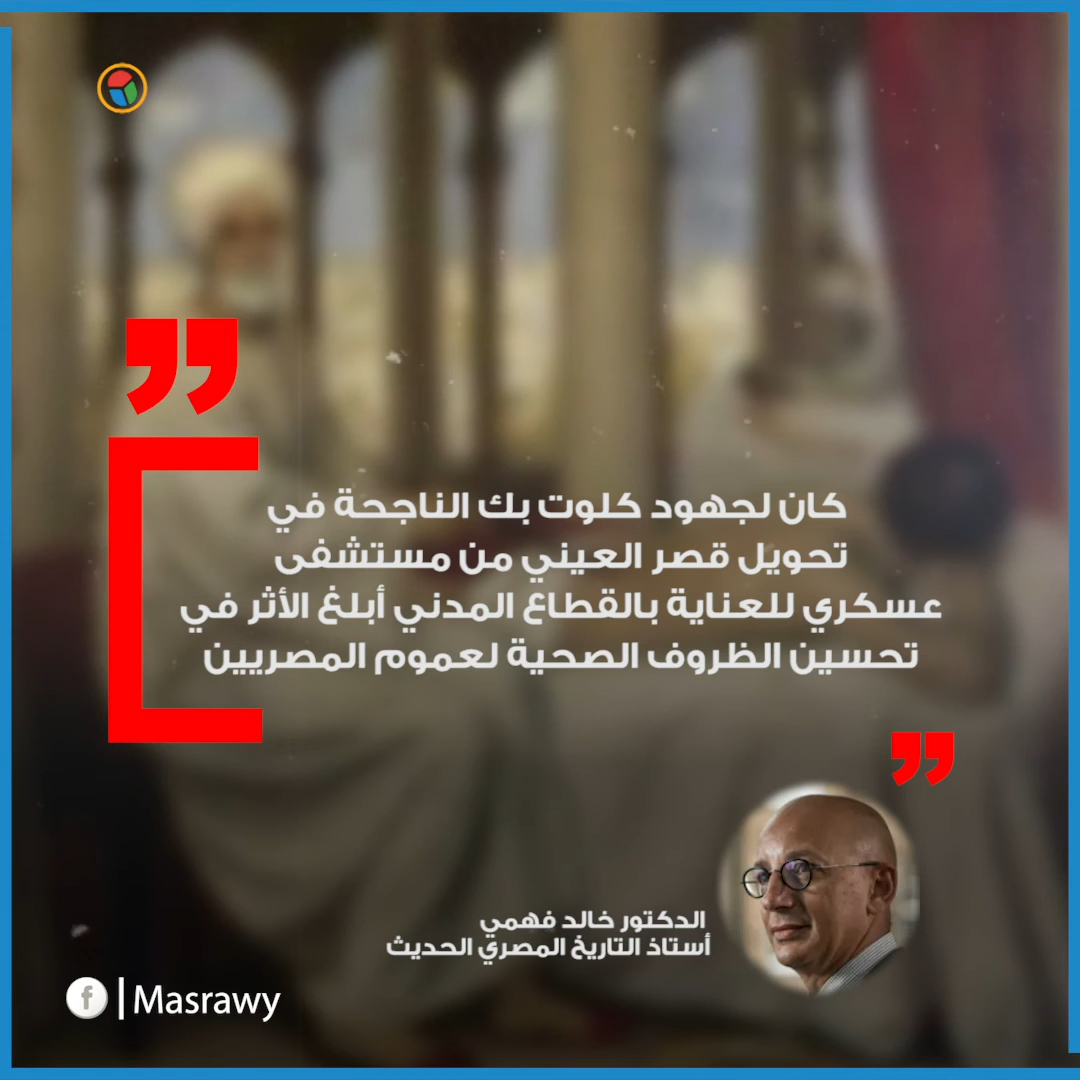 كان لجهود كلوت بك الناجحة في
تحويل قصر العيني من مستشفى
عسكري للعناية بالقطاع المدني أبلغ الأثر في
تحسين الظروف الصحية لعموم المصريين
الدكتور خالد فهمي
أستاذ التاريخ المصري الحديث
f | Masrawy